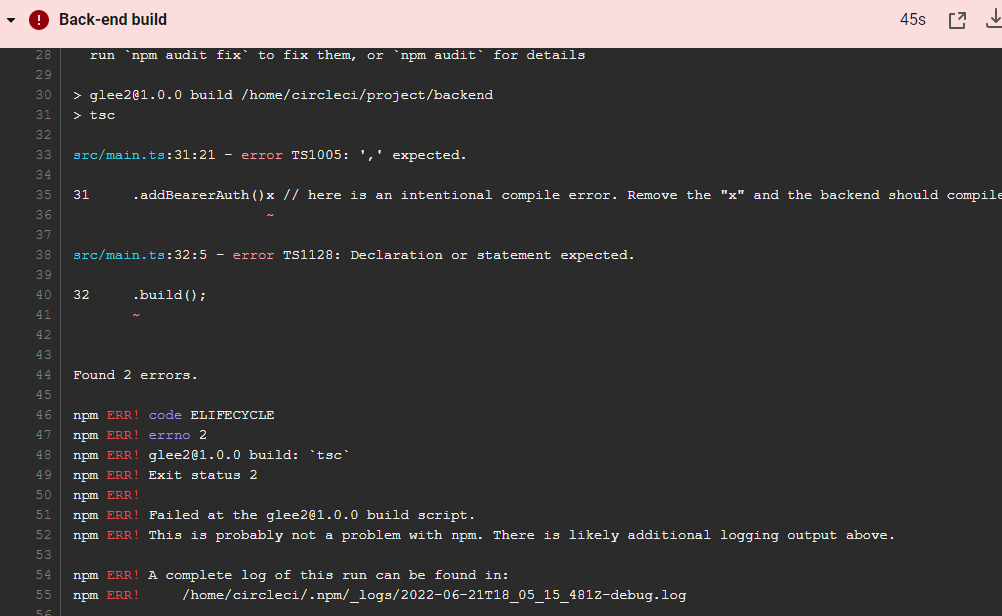 Back-end build 45s
28 run `npm audit fix` to fix them, or `npm audit` for details
29
30 > glee2@1.0.0 build /home/circleci/project/backend
31 > tsc
32
33 src/main.ts:31:21 - error TS1005: ',' expected.
34
35 31 .addBearerAuth()x // here is an intentional compile error. Remove the "x" and the backend should compile
36 ~
37
38 src/main.ts:32:5 - error TS1128: Declaration or statement expected.
39
40 32 .build();
41 ~
42
43
44 Found 2 errors.
45
46 npm ERR! code ELIFECYCLE
47 npm ERR! errno 2
48 npm ERR! glee2@1.0.0 build: `tsc`
49 npm ERR! Exit status 2
50 npm ERR!
51 npm ERR! Failed at the glee2@1.0.0 build script.
52 npm ERR! This is probably not a problem with npm. There is likely additional logging output above.
53
54 npm ERR! A complete log of this run can be found in:
55 npm ERR! /home/circleci/.npm/_logs/2022-06-21T18_05_15_481Z-debug.log
56